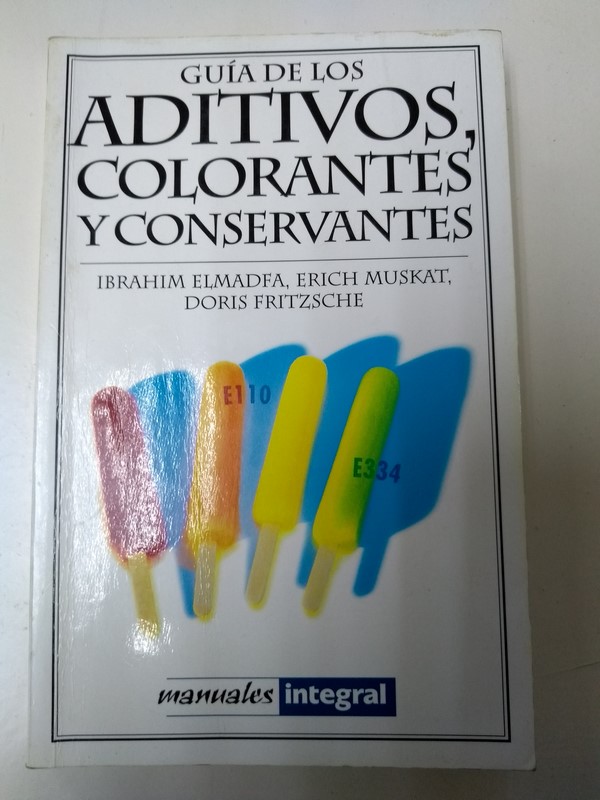 GUÍA DE LOS
ADITIVOS,
COLORANTES
Y CONSERVANTES
IBRAHIM ELMADFA, ERICH MUSKAT,
DORIS FRITZSCHE
E110
E334
manuales integral